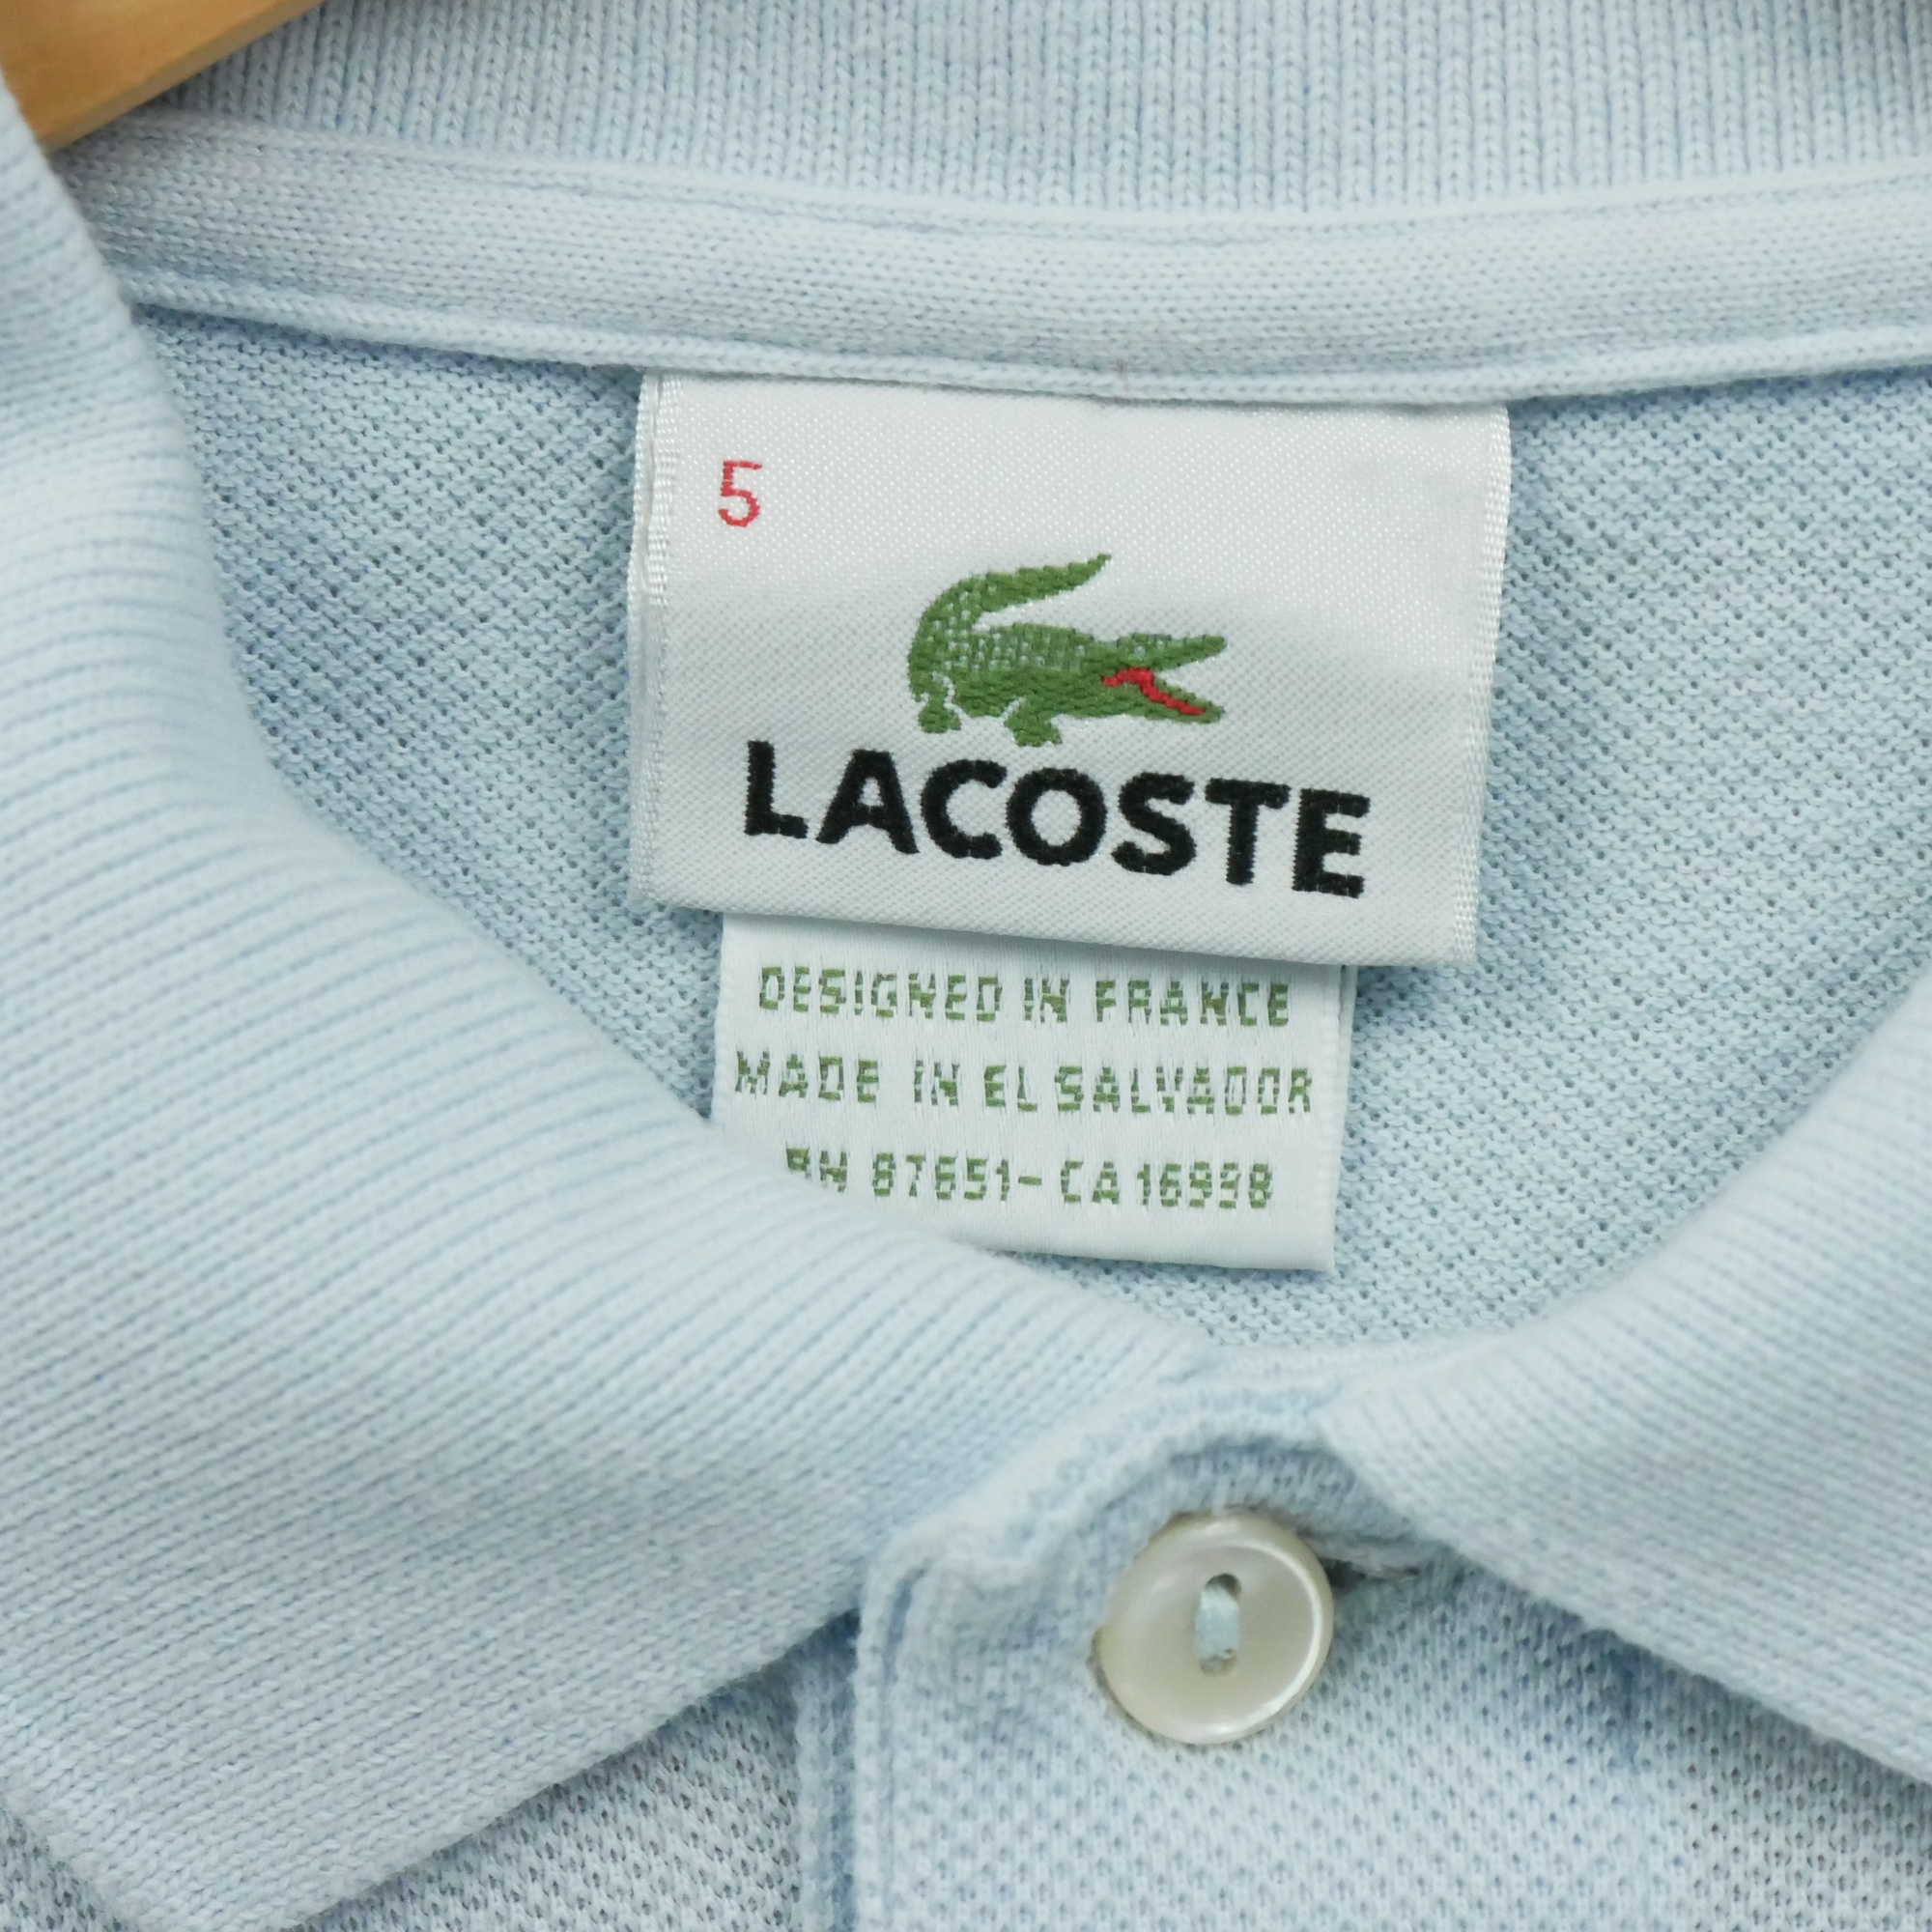 5
LACOSTE
DESIGNED IN FRANCE
MADE IN EL SALVADOR
RN 87651- CA 16998